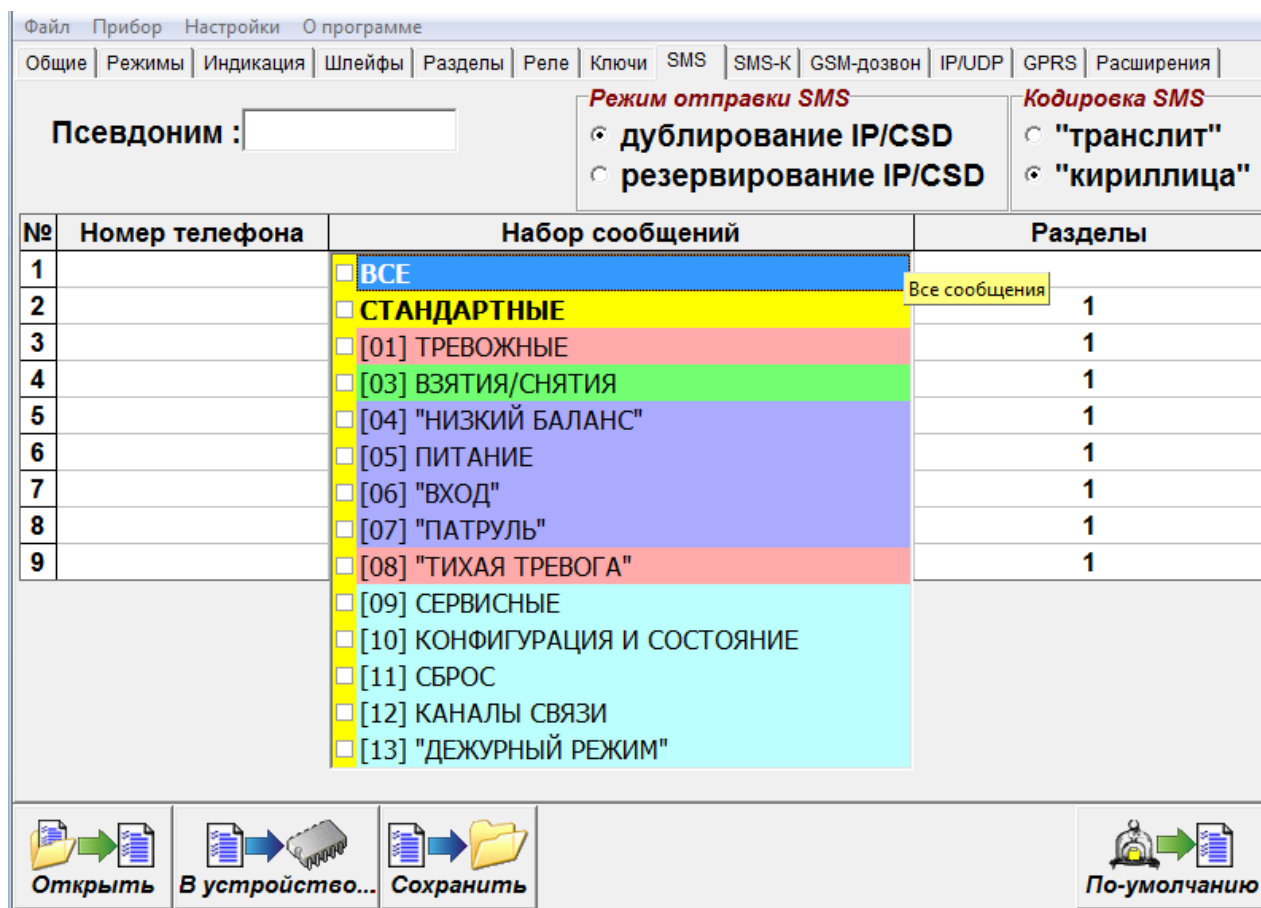 Файл Прибор Настройки О программе
Общие Режимы Индикация Шлейфы Разделы Реле Ключи SMS SMS-K GSM-дозвон IP/UDP GPRS Расширения
Режим отправки SMS Кодировка SMS
Псевдоним : дублирование IP/CSD "транслит"
резервирование IP/CSD "кириллица"
№ Номер телефона Набор сообщений Разделы
1 ВСЕ
Все сообщения
2 СТАНДАРТНЫЕ 1
3 [01] ТРЕВОЖНЫЕ 1
4 [03] ВЗЯТИЯ/СНЯТИЯ 1
5 [04] "НИЗКИЙ БАЛАНС" 1
6 [05] ПИТАНИЕ 1
7 [06] "ВХОД" 1
8 [07] "ПАТРУЛЬ" 1
9 [08] "ТИХАЯ ТРЕВОГА" 1
[09] СЕРВИСНЫЕ
[10] КОНФИГУРАЦИЯ И СОСТОЯНИЕ
[11] СБРОС
[12] КАНАЛЫ СВЯЗИ
[13] "ДЕЖУРНЫЙ РЕЖИМ"
Открыть В устройство... Сохранить По-умолчанию